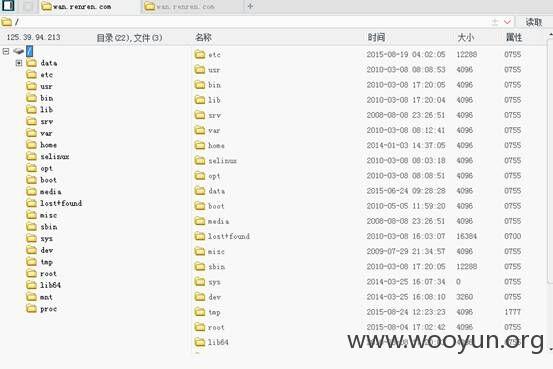 wan.renren.com wan.renren.com
/ 读取
125.39.94.213 目录(22),文件(3) 名称 时间 大小 属性
/
data
etc
usr
bin
lib
srv
var
home
selinux
opt
boot
media
lost+found
misc
sbin
sys
dev
tmp
root
lib64
mnt
proc
etc 2015-08-19 04:02:05 12288 0755
usr 2010-03-08 08:08:53 4096 0755
bin 2010-03-08 17:20:05 4096 0755
lib 2010-03-08 17:20:04 4096 0755
srv 2008-08-08 23:26:51 4096 0755
var 2010-03-08 08:12:41 4096 0755
home 2014-01-03 14:37:05 4096 0755
selinux 2010-03-08 08:03:18 4096 0755
opt 2010-03-08 08:08:51 4096 0755
data 2015-06-24 09:28:28 4096 0755
boot 2010-05-05 11:59:20 4096 0755
media 2008-08-08 23:26:51 4096 0755
lost+found 2010-03-08 16:03:07 16384 0700
misc 2009-07-29 21:34:57 4096 0755
sbin 2010-03-08 17:20:05 12288 0755
sys 2014-03-25 16:07:34 0 0755
dev 2014-03-25 16:08:10 3260 0755
tmp 2015-08-24 12:23:23 4096 1777
root 2015-08-04 17:02:42 4096 0755
lib64 0755
www.wooyun.org